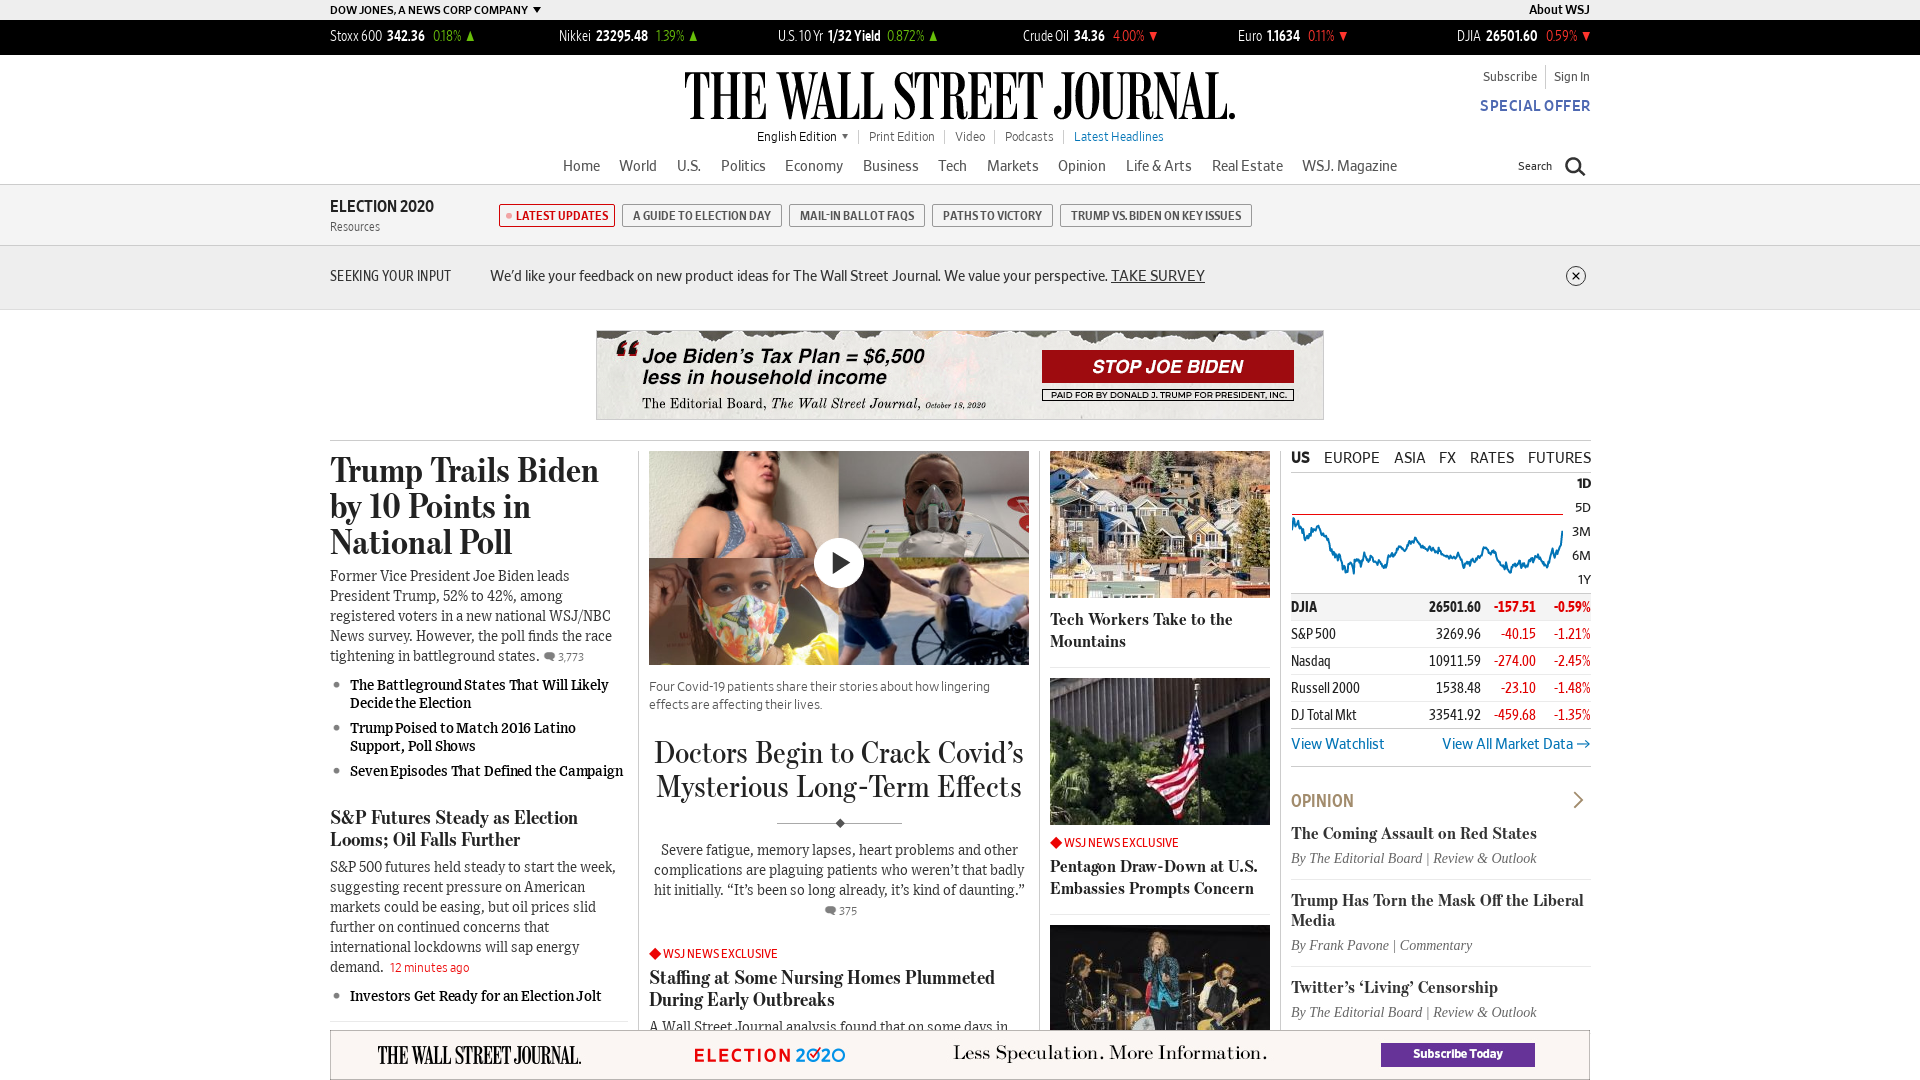 DOW JONES, A NEWS CORP COMPANY
About WSJ
Stoxx 600 342.36 0.18%
Nikkei 23295.48 1.39%
U.S. 10 Yr 1/32 Yield 0.872%
Crude Oil 34.36 4.00%
Euro 1.1634 0.11%
DJIA 26501.60 0.59%
THE WALL STREET JOURNAL.
Subscribe Sign In
SPECIAL OFFER
English Edition Print Edition Video Podcasts Latest Headlines
Home World U.S. Politics Economy Business Tech Markets Opinion Life & Arts Real Estate WSJ. Magazine
Search
ELECTION 2020
Resources
LATEST UPDATES
A GUIDE TO ELECTION DAY
MAIL-IN BALLOT FAQS
PATHS TO VICTORY
TRUMP VS. BIDEN ON KEY ISSUES
SEEKING YOUR INPUT
We’d like your feedback on new product ideas for The Wall Street Journal. We value your perspective. TAKE SURVEY
“Joe Biden’s Tax Plan = $6,500
less in household income
The Editorial Board, The Wall Street Journal, October 18, 2020
STOP JOE BIDEN
PAID FOR BY DONALD J. TRUMP FOR PRESIDENT, INC.
Trump Trails Biden
by 10 Points in
National Poll
Former Vice President Joe Biden leads
President Trump, 52% to 42%, among
registered voters in a new national WSJ/NBC
News survey. However, the poll finds the race
tightening in battleground states. 3,773
The Battleground States That Will Likely
Decide the Election
Trump Poised to Match 2016 Latino
Support, Poll Shows
Seven Episodes That Defined the Campaign
S&P Futures Steady as Election
Looms; Oil Falls Further
S&P 500 futures held steady to start the week,
suggesting recent pressure on American
markets could be easing, but oil prices slid
further on continued concerns that
international lockdowns will sap energy
demand. 12 minutes ago
Investors Get Ready for an Election Jolt
Four Covid-19 patients share their stories about how lingering
effects are affecting their lives.
Doctors Begin to Crack Covid’s
Mysterious Long-Term Effects
Severe fatigue, memory lapses, heart problems and other
complications are plaguing patients who weren’t that badly
hit initially. “It’s been so long already, it’s kind of daunting.”
375
WSJ NEWS EXCLUSIVE
Staffing at Some Nursing Homes Plummeted
During Early Outbreaks
A Wall Street Journal analysis found that on some days in
Tech Workers Take to the
Mountains
WSJ NEWS EXCLUSIVE
Pentagon Draw-Down at U.S.
Embassies Prompts Concern
US EUROPE ASIA FX RATES FUTURES
1D
5D
3M
6M
1Y
DJIA 26501.60 -157.51 -0.59%
S&P 500 3269.96 -40.15 -1.21%
Nasdaq 10911.59 -274.00 -2.45%
Russell 2000 1538.48 -23.10 -1.48%
DJ Total Mkt 33541.92 -459.68 -1.35%
View Watchlist View All Market Data
OPINION
The Coming Assault on Red States
By The Editorial Board | Review & Outlook
Trump Has Torn the Mask Off the Liberal
Media
By Frank Pavone | Commentary
Twitter’s ‘Living’ Censorship
By The Editorial Board | Review & Outlook
THE WALL STREET JOURNAL.
ELECTION 2020
Less Speculation. More Information.
Subscribe Today